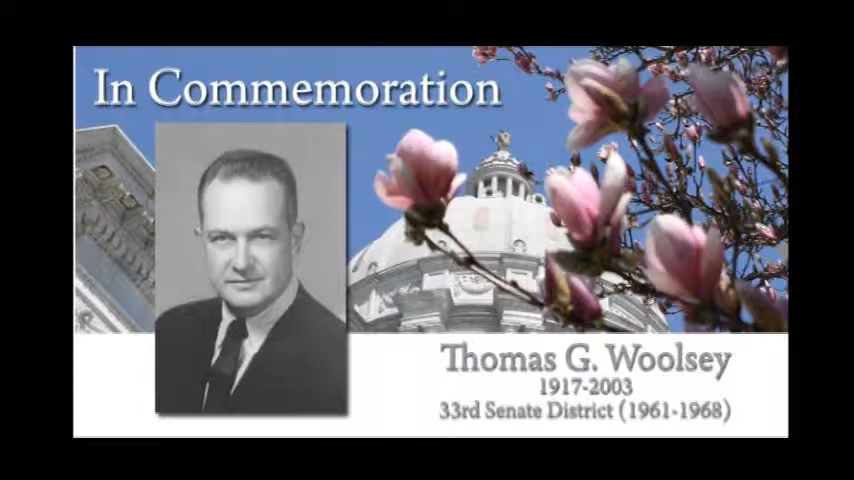 In Commemoration
Thomas G. Woolsey
1917-2003
33rd Senate District (1961-1968)